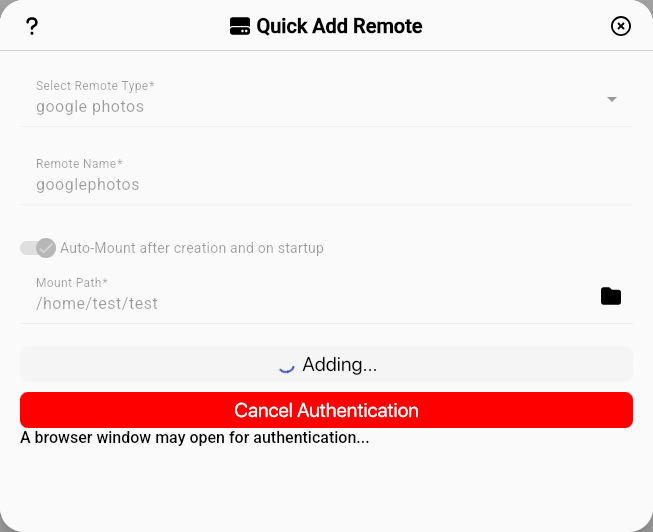 ?
Quick Add Remote
Select Remote Type*
google photos
Remote Name*
googlephotos
Auto-Mount after creation and on startup
Mount Path*
/home/test/test
Adding...
Cancel Authentication
A browser window may open for authentication...